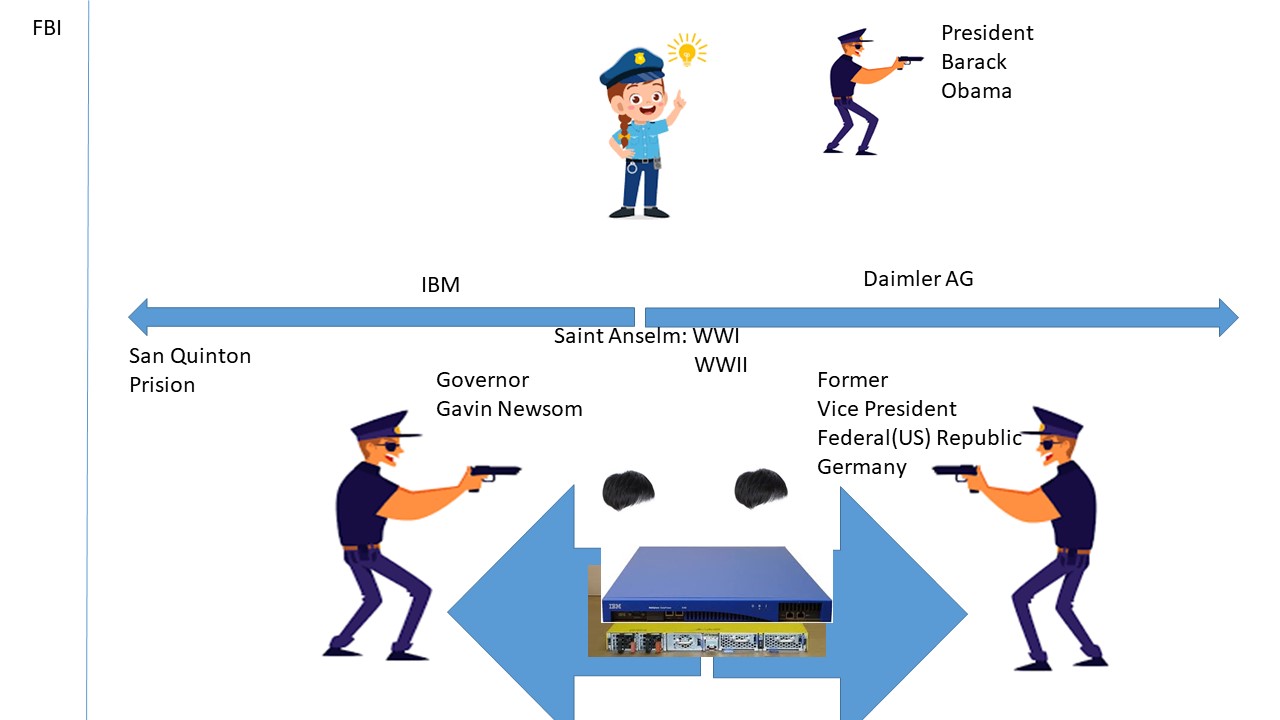 FBI
President
Barack
Obama
IBM
Daimler AG
Saint Anselm: WWI
WWII
San Quinton
Prision
Governor
Gavin Newsom
Former
Vice President
Federal(US) Republic
Germany
IBM